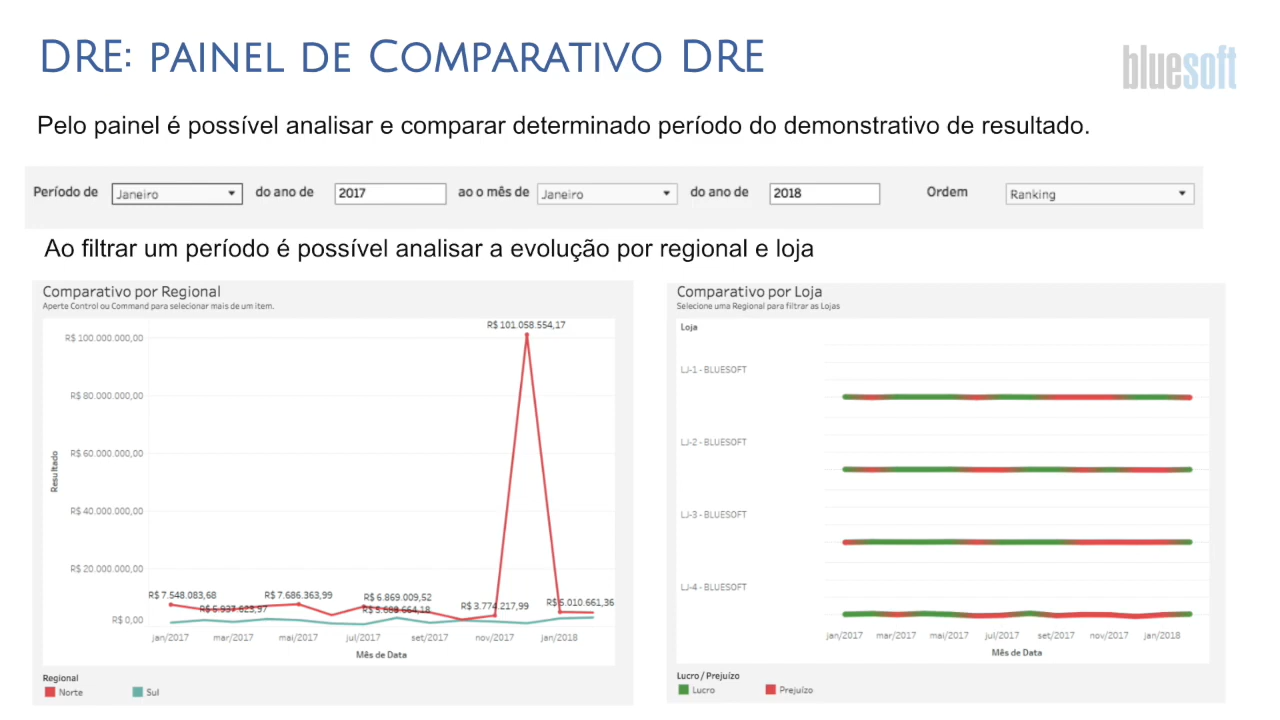 DRE: PAINEL DE COMPARATIVO DRE
bluesoft
Pelo painel é possível analisar e comparar determinado período do demonstrativo de resultado.
Período de Janeiro do ano de 2017 ao o mês de Janeiro do ano de 2018 Ordem Ranking
Ao filtrar um período é possível analisar a evolução por regional e loja
Comparativo por Regional
Aperte Control ou Command para selecionar mais de um item.
R$ 101.058.554,17
R$ 100.000.000,00
R$ 80.000.000,00
R$ 60.000.000,00
R$ 40.000.000,00
R$ 20.000.000,00
R$ 0,00
Resultado
R$ 7.548.083,68
R$ 5.937.623,97
R$ 7.686.363,99
R$ 6.869.009,52
R$ 5.688.664,18
R$ 3.774.217,99
R$ 5.010.661,36
jan/2017 mar/2017 mai/2017 jul/2017 set/2017 nov/2017 jan/2018
Mês de Data
Regional
Norte Sul
Comparativo por Loja
Selecione uma Regional para filtrar as Lojas
Loja
LJ-1 - BLUESOFT
LJ-2 - BLUESOFT
LJ-3 - BLUESOFT
LJ-4 - BLUESOFT
jan/2017 mar/2017 mai/2017 jul/2017 set/2017 nov/2017 jan/2018
Mês de Data
Lucro / Prejuízo
Lucro Prejuízo